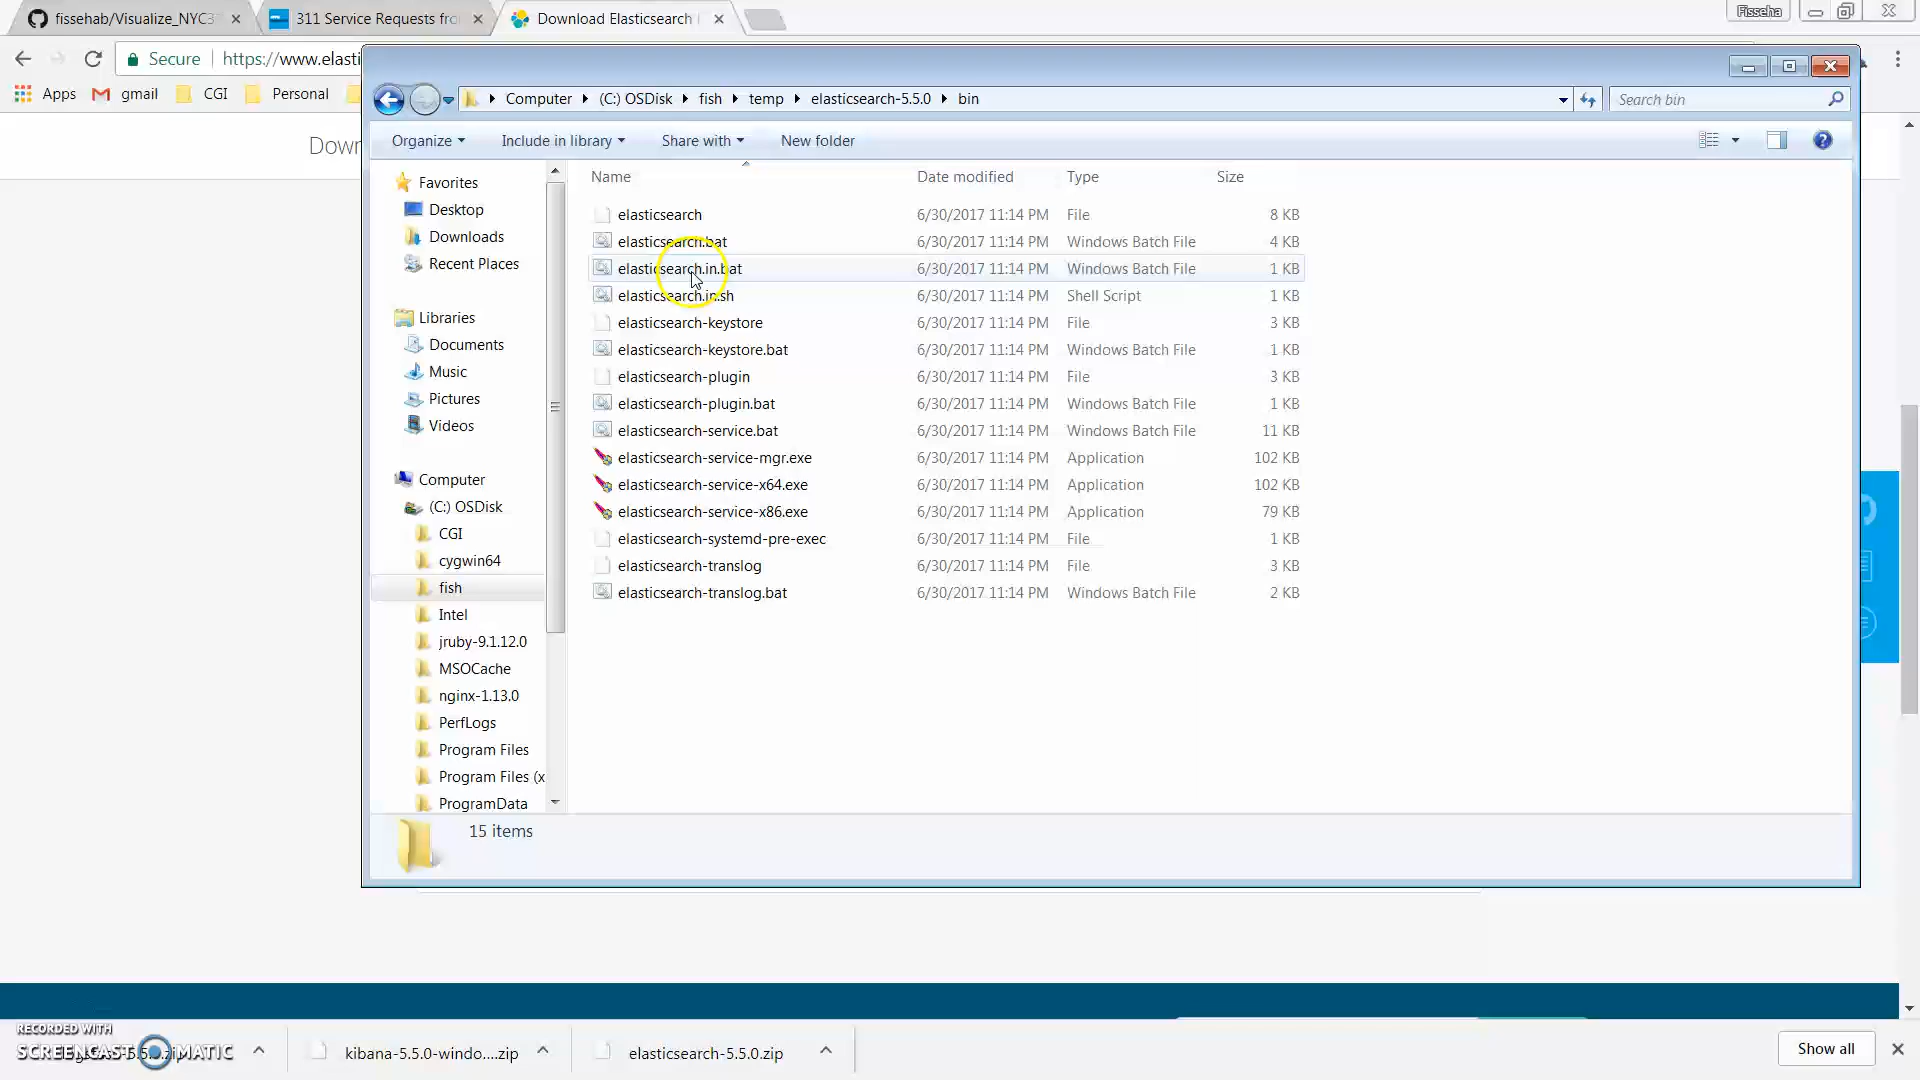 fissehab/Visualize_NYC3
311 Service Requests fro
Download Elasticsearch
Fisseha
Secure
https://www.elasti
Apps
gmail
CGI
Personal
Down
Computer
(C:) OSDisk
fish
temp
elasticsearch-5.5.0
bin
Search bin
Organize
Include in library
Share with
New folder
Favorites
Desktop
Downloads
Recent Places
Libraries
Documents
Music
Pictures
Videos
Computer
(C:) OSDisk
CGI
cygwin64
fish
Intel
jruby-9.1.12.0
MSOCache
nginx-1.13.0
PerfLogs
Program Files
Program Files (x
ProgramData
Name Date modified Type Size
elasticsearch 6/30/2017 11:14 PM File 8 KB
elasticsearch.bat 6/30/2017 11:14 PM Windows Batch File 4 KB
elasticsearch.in.bat 6/30/2017 11:14 PM Windows Batch File 1 KB
elasticsearch.in.sh 6/30/2017 11:14 PM Shell Script 1 KB
elasticsearch-keystore 6/30/2017 11:14 PM File 3 KB
elasticsearch-keystore.bat 6/30/2017 11:14 PM Windows Batch File 1 KB
elasticsearch-plugin 6/30/2017 11:14 PM File 3 KB
elasticsearch-plugin.bat 6/30/2017 11:14 PM Windows Batch File 1 KB
elasticsearch-service.bat 6/30/2017 11:14 PM Windows Batch File 11 KB
elasticsearch-service-mgr.exe 6/30/2017 11:14 PM Application 102 KB
elasticsearch-service-x64.exe 6/30/2017 11:14 PM Application 102 KB
elasticsearch-service-x86.exe 6/30/2017 11:14 PM Application 79 KB
elasticsearch-systemd-pre-exec 6/30/2017 11:14 PM File 1 KB
elasticsearch-translog 6/30/2017 11:14 PM File 3 KB
elasticsearch-translog.bat 6/30/2017 11:14 PM Windows Batch File 2 KB
15 items
RECORDED WITH
SCREENCAST-O-MATIC
kibana-5.5.0-windo....zip
elasticsearch-5.5.0.zip
Show all